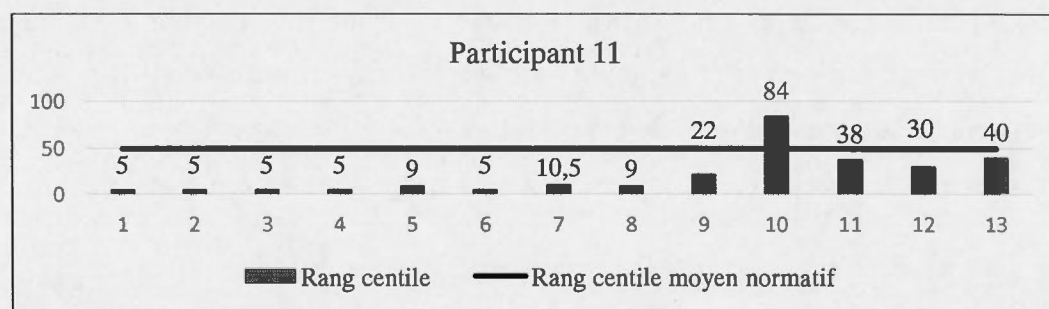 Participant 11
84
100
50
0
5 5 5 5 9 5 10,5 9 22 38 30 40
1 2 3 4 5 6 7 8 9 10 11 12 13
Rang centile Rang centile moyen normatif